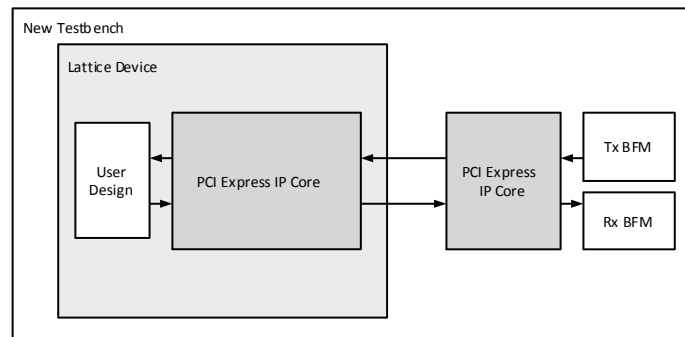 New Testbench
Lattice Device
User
Design
PCI Express IP Core
PCI Express
IP Core
Tx BFM
Rx BFM